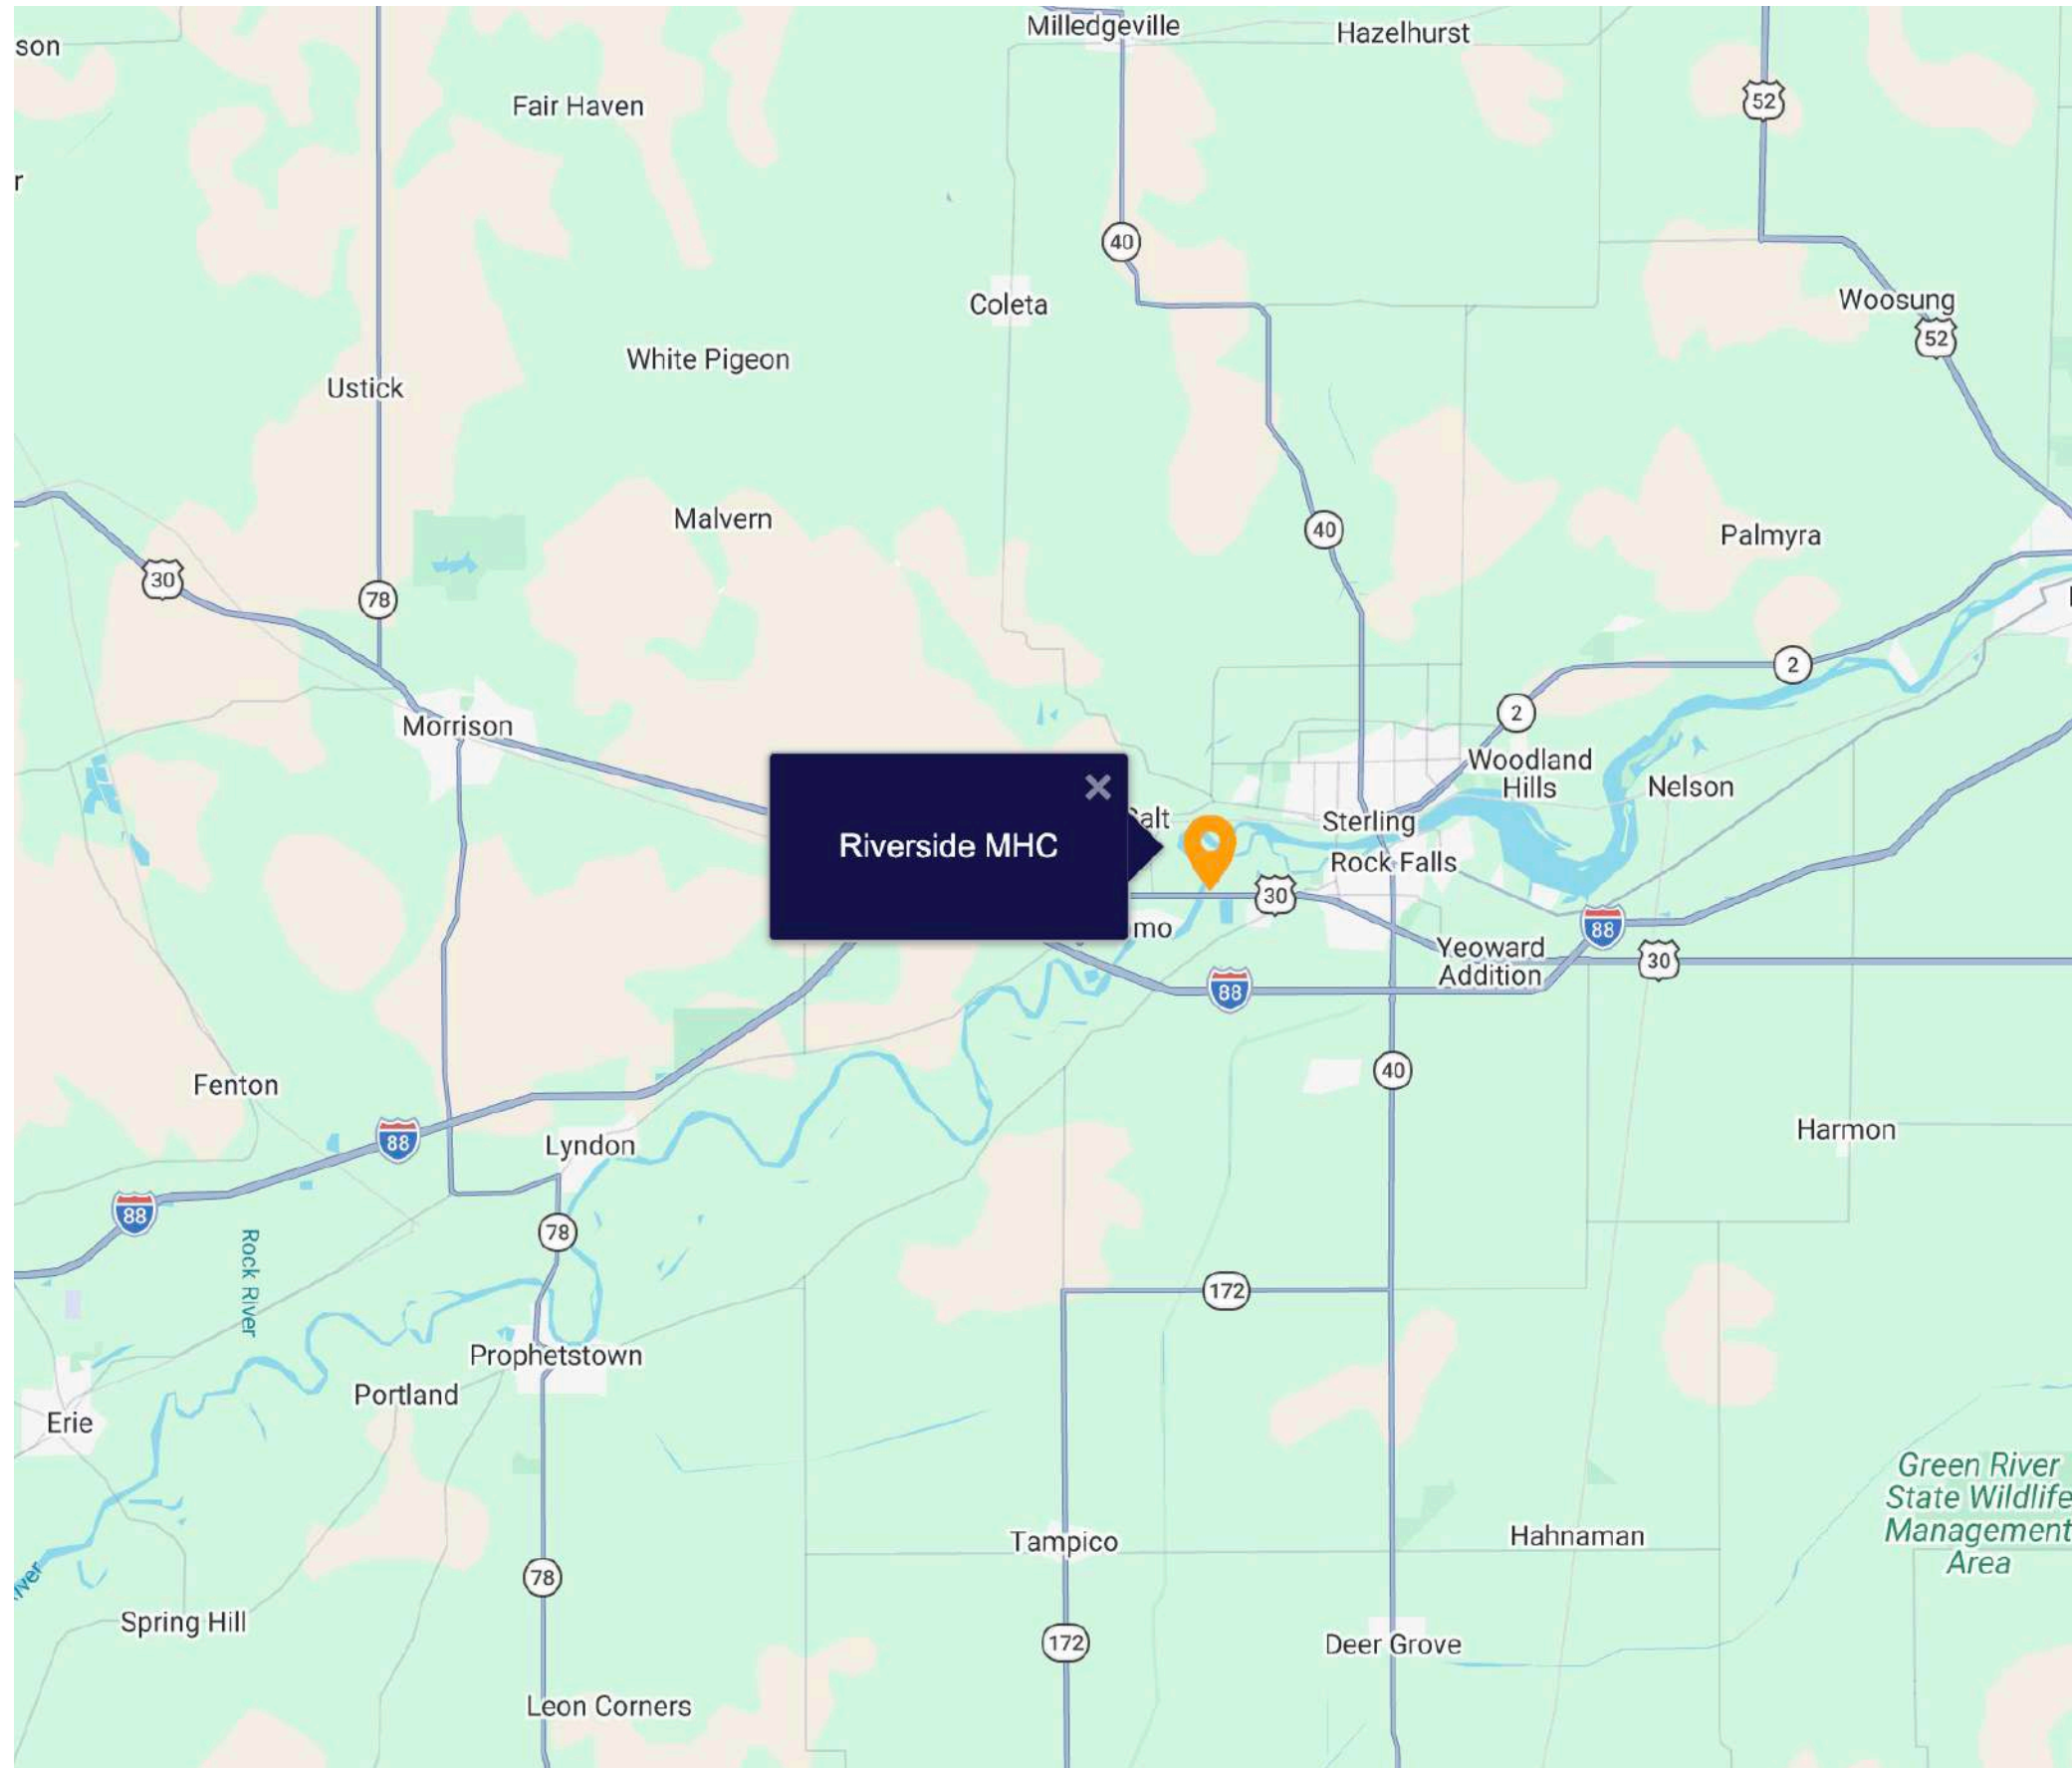 Milledgeville
Hazelhurst
son
52
Fair Haven
r
40
Woosung
52
Coleta
White Pigeon
Ustick
Malvern
40
Palmyra
30
78
2
2
Morrison
Woodland
Hills
Nelson
×
Riverside MHC
Sterling
Rock Falls
30
mo
88
Yeoward
Addition
30
88
40
Fenton
Harmon
88
Lyndon
88
78
Rock River
172
Prophetstown
Portland
Erie
Green River
State Wildlife
Management
Area
Tampico
Hahnaman
78
Spring Hill
172
Deer Grove
Leon Corners